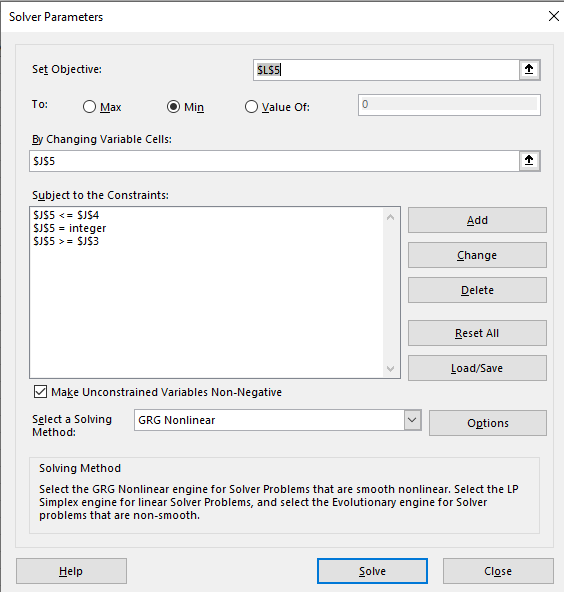 Solver Parameters
Set Objective:
$L$5
To:
Max
Min
Value Of:
0
By Changing Variable Cells:
$J$5
Subject to the Constraints:
$J$5 <= $J$4
$J$5 = integer
$J$5 >= $J$3
Add
Change
Delete
Reset All
Load/Save
Make Unconstrained Variables Non-Negative
Select a Solving
Method:
GRG Nonlinear
Options
Solving Method
Select the GRG Nonlinear engine for Solver Problems that are smooth nonlinear. Select the LP
Simplex engine for linear Solver Problems, and select the Evolutionary engine for Solver
problems that are non-smooth.
Help
Solve
Close